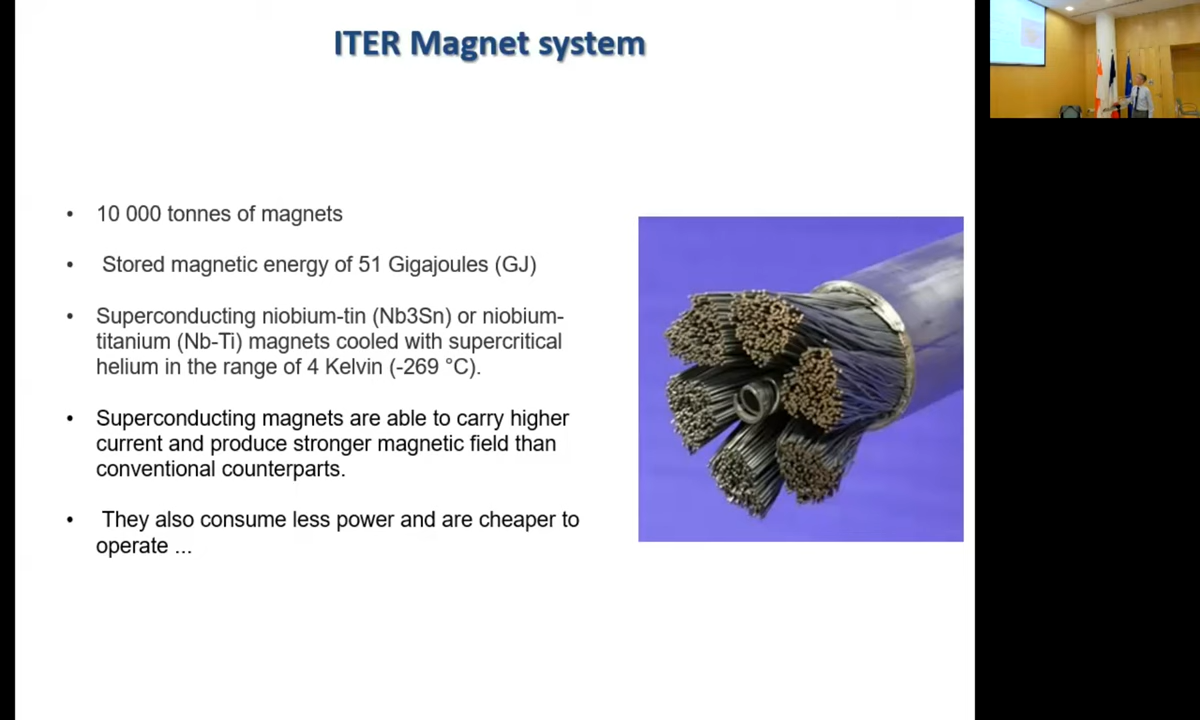 ITER Magnet system
• 10 000 tonnes of magnets
• Stored magnetic energy of 51 Gigajoules (GJ)
• Superconducting niobium-tin (Nb3Sn) or niobium-
titanium (Nb-Ti) magnets cooled with supercritical
helium in the range of 4 Kelvin (-269 °C).
• Superconducting magnets are able to carry higher
current and produce stronger magnetic field than
conventional counterparts.
• They also consume less power and are cheaper to
operate ...